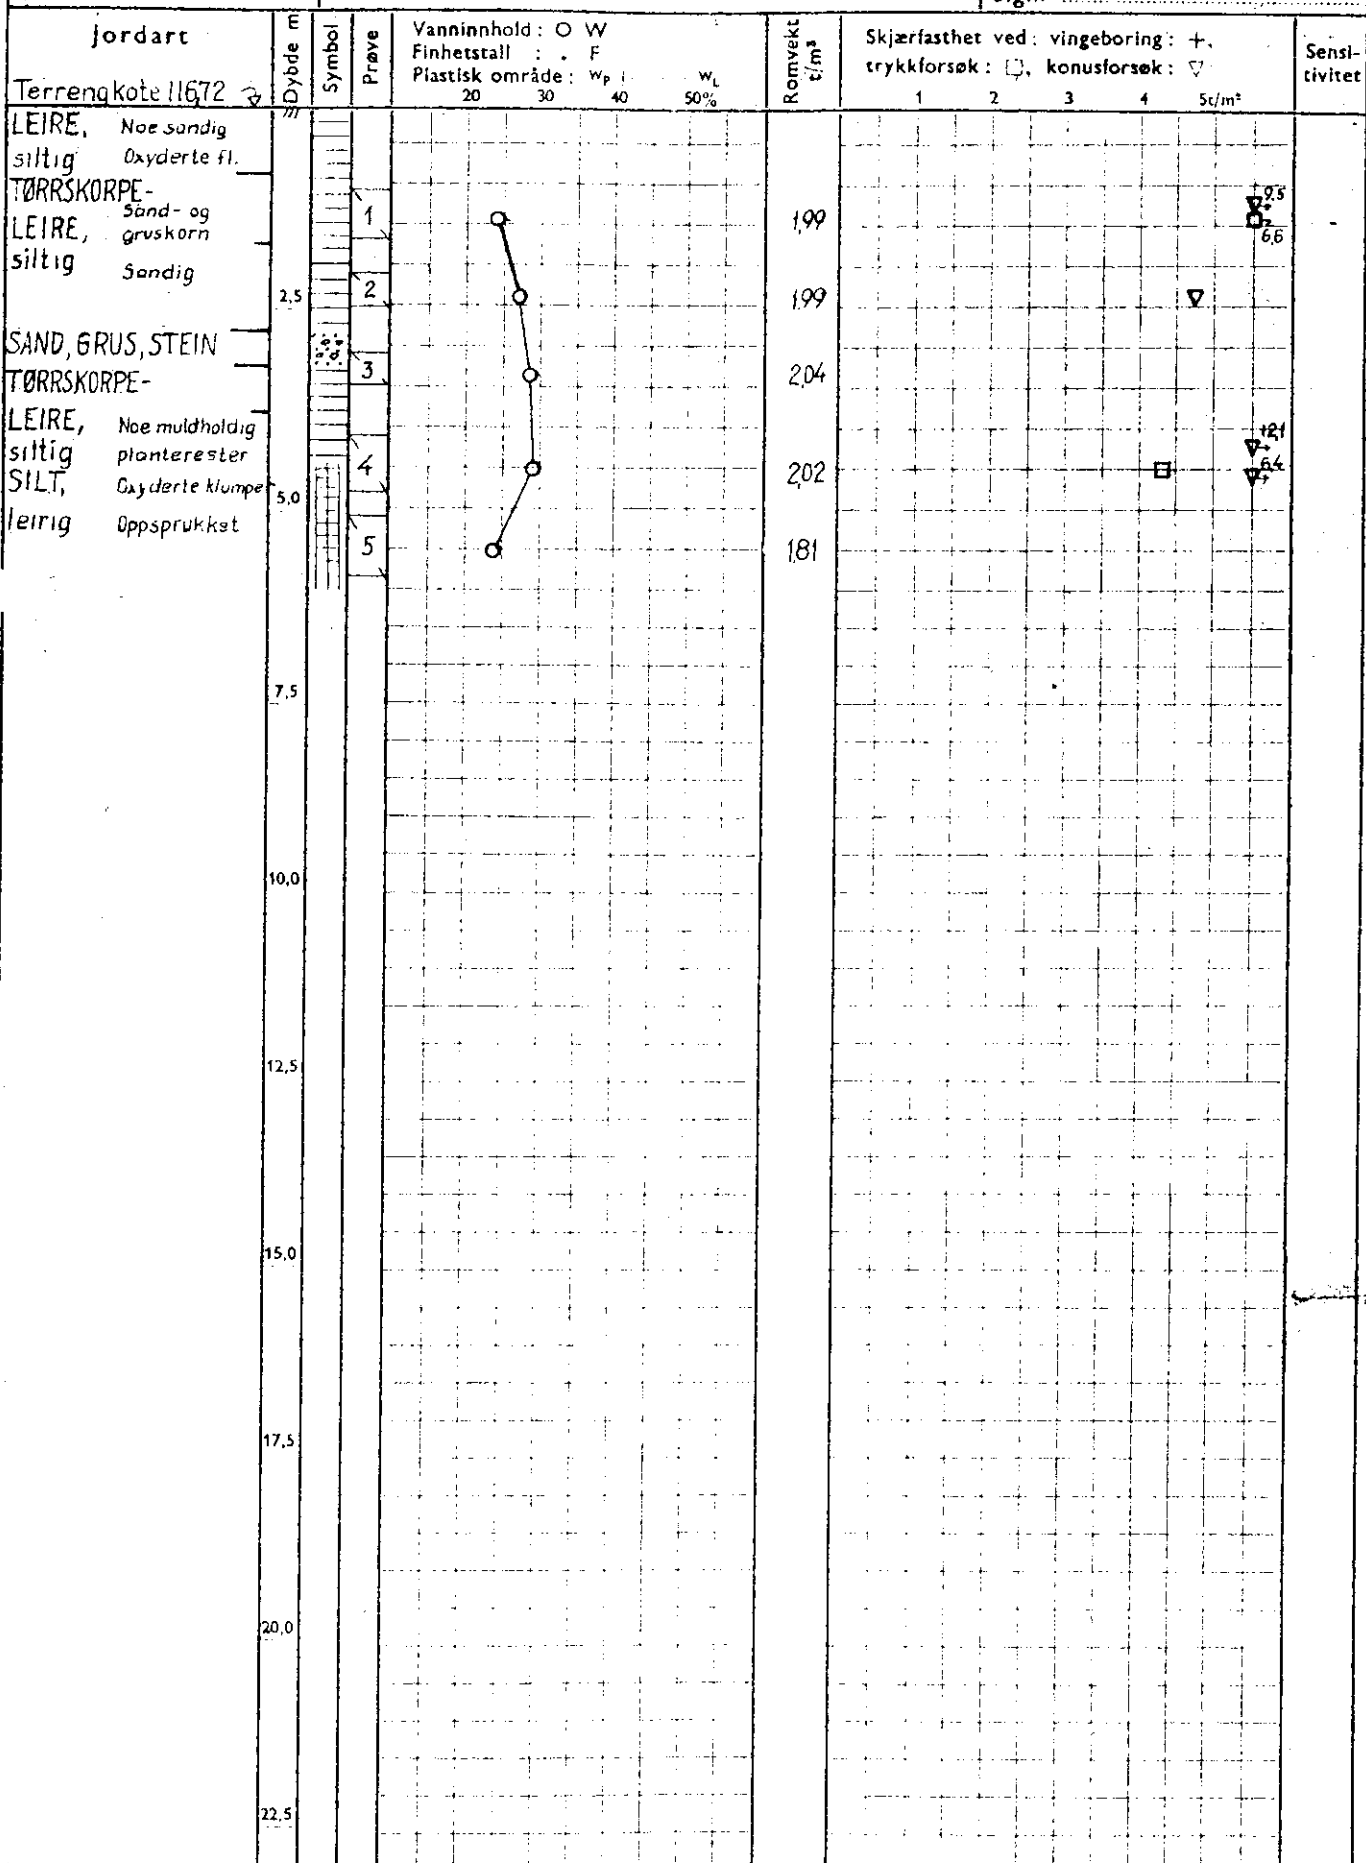 jordart
Terrengkote 116,72
Dybde m
Symbol
Prøve
Vanninnhold : O W
Finhetstall : . F
Plastisk område : wP wL
20 30 40 50%
Romvekt t/m³
Skjærfasthet ved : vingeboring : +,
trykkforsøk : □, konusforsøk : ▽
1 2 3 4 5t/m²
Sensi-
tivitet
LEIRE, Noe sandig
siltig Oxyderte fl.
TØRRSKORPE-
Sand- og
LEIRE, gruskorn
siltig Sandig
SAND, GRUS, STEIN
TØRRSKORPE-
LEIRE, Noe muldholdig
siltig planterester
SILT, Oxyderte klumper
leirig Oppsprukket
2,5
5,0
7,5
10,0
12,5
15,0
17,5
20,0
22,5
1
2
3
4
5
1,99
1,99
2,04
2,02
1,81
9,5
6,6
12,1
6,4